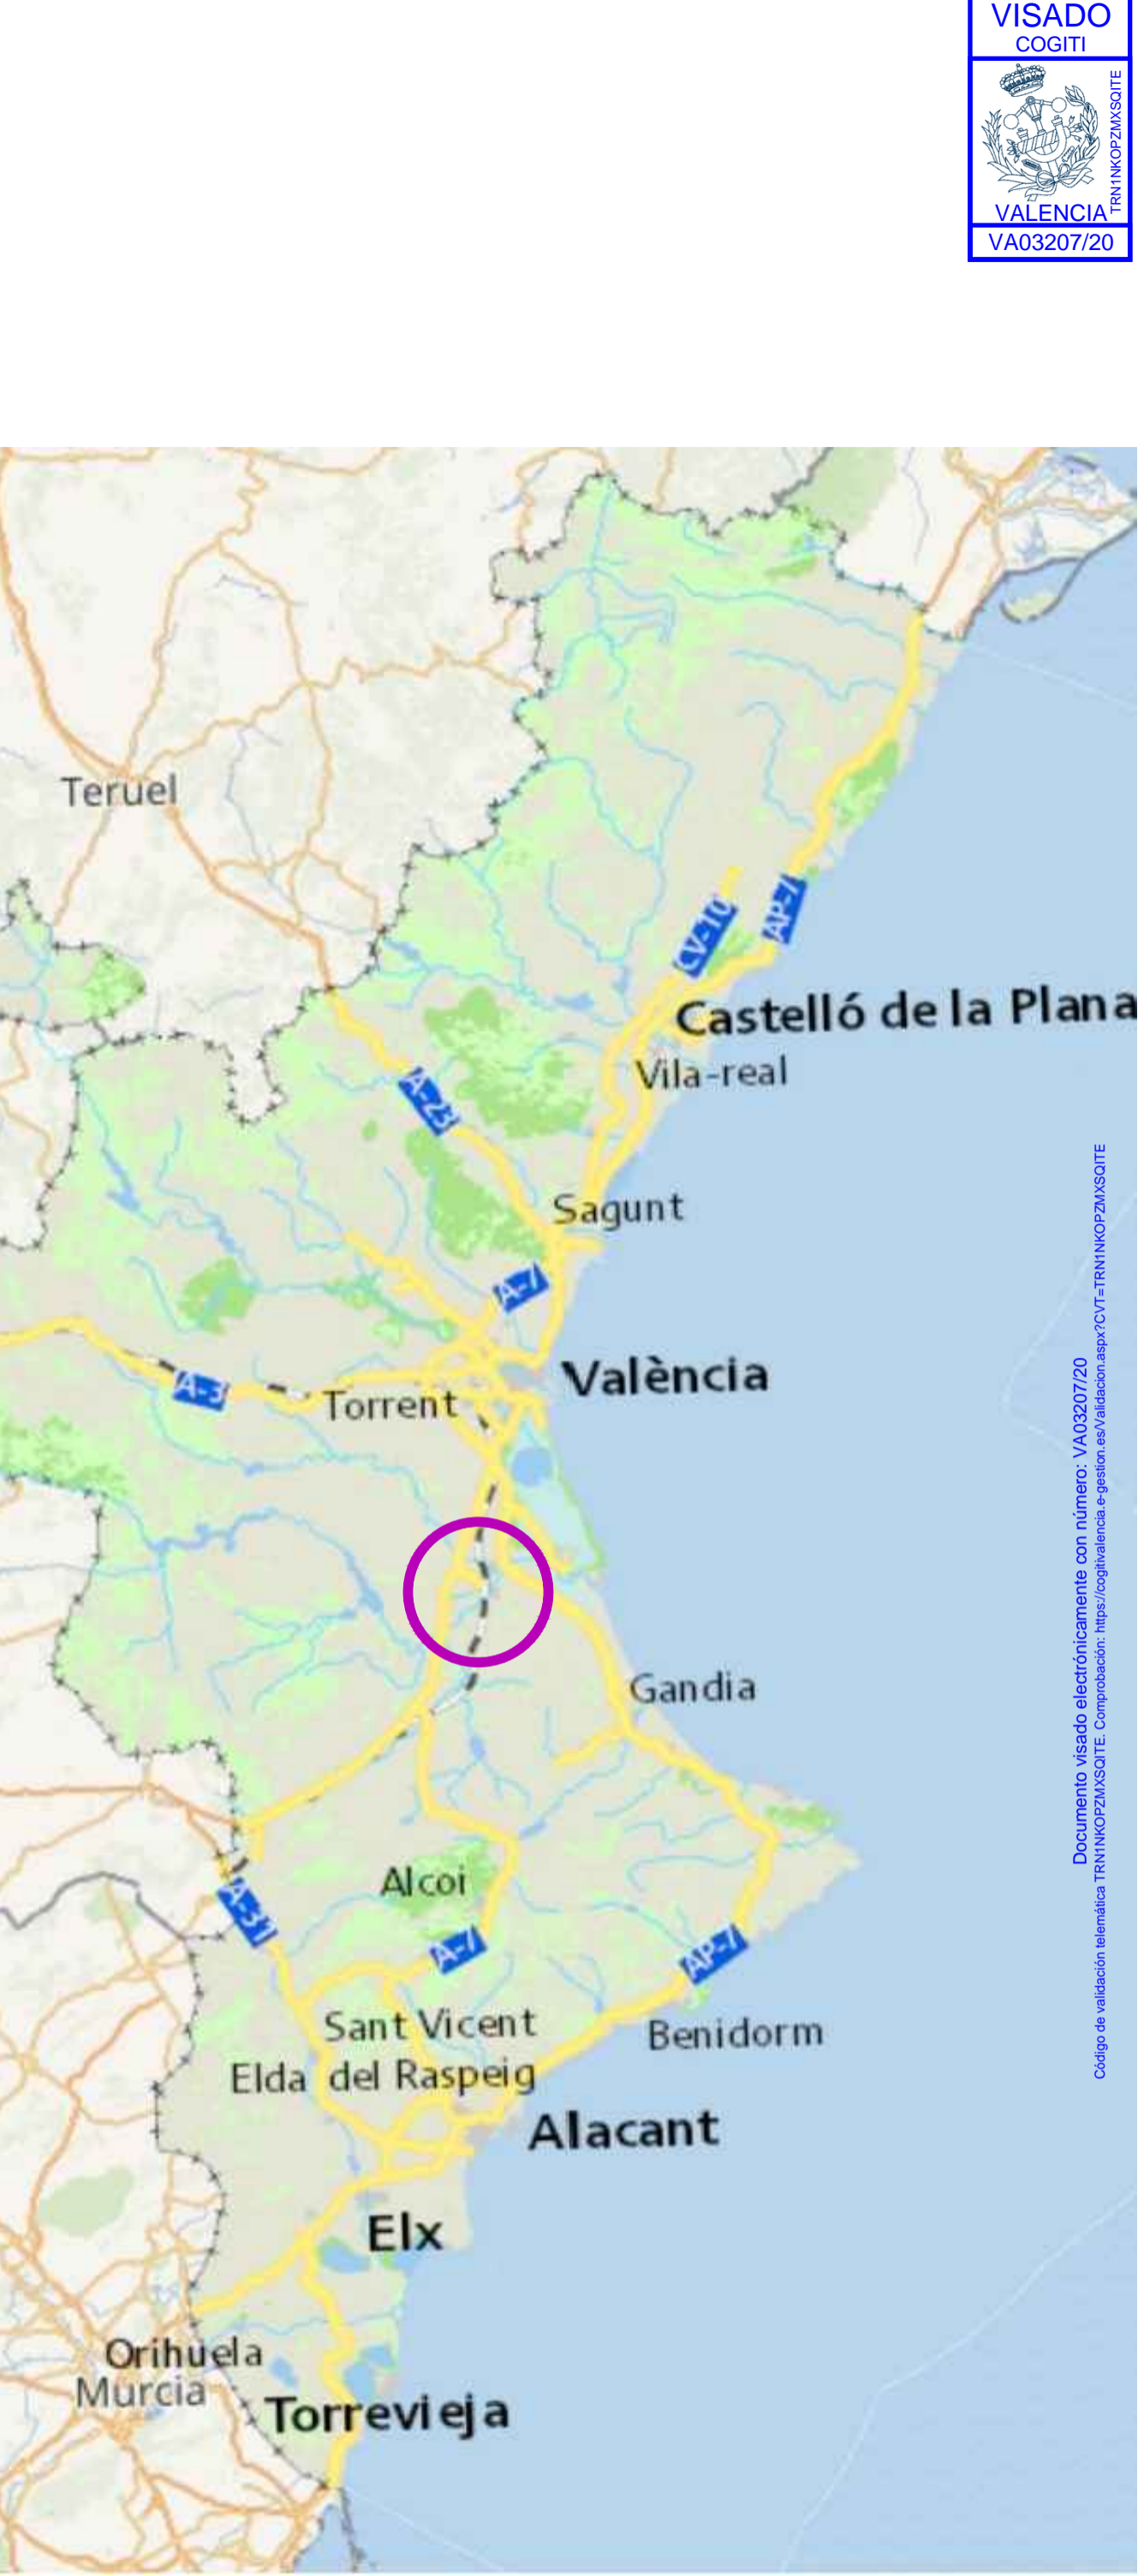 VISADO
COGITI
TRN1NKOPZMXSQITE
VALENCIA
VA03207/20
Teruel
CV-10
AP-7
Castelló de la Plana
Vila-real
A-23
Sagunt
A-7
València
A-3
Torrent
Gandia
Alcoi
A-31
A-7
AP-7
Sant Vicent
del Raspeig
Benidorm
Elda
Alacant
Elx
Orihuela
Murcia
Torrevieja
Documento visado electrónicamente con número: VA03207/20
Código de validación telemática TRN1NKOPZMXSQITE. Comprobación: https://cogitivalencia.e-gestion.es/Validacion.aspx?CVT=TRN1NKOPZMXSQITE